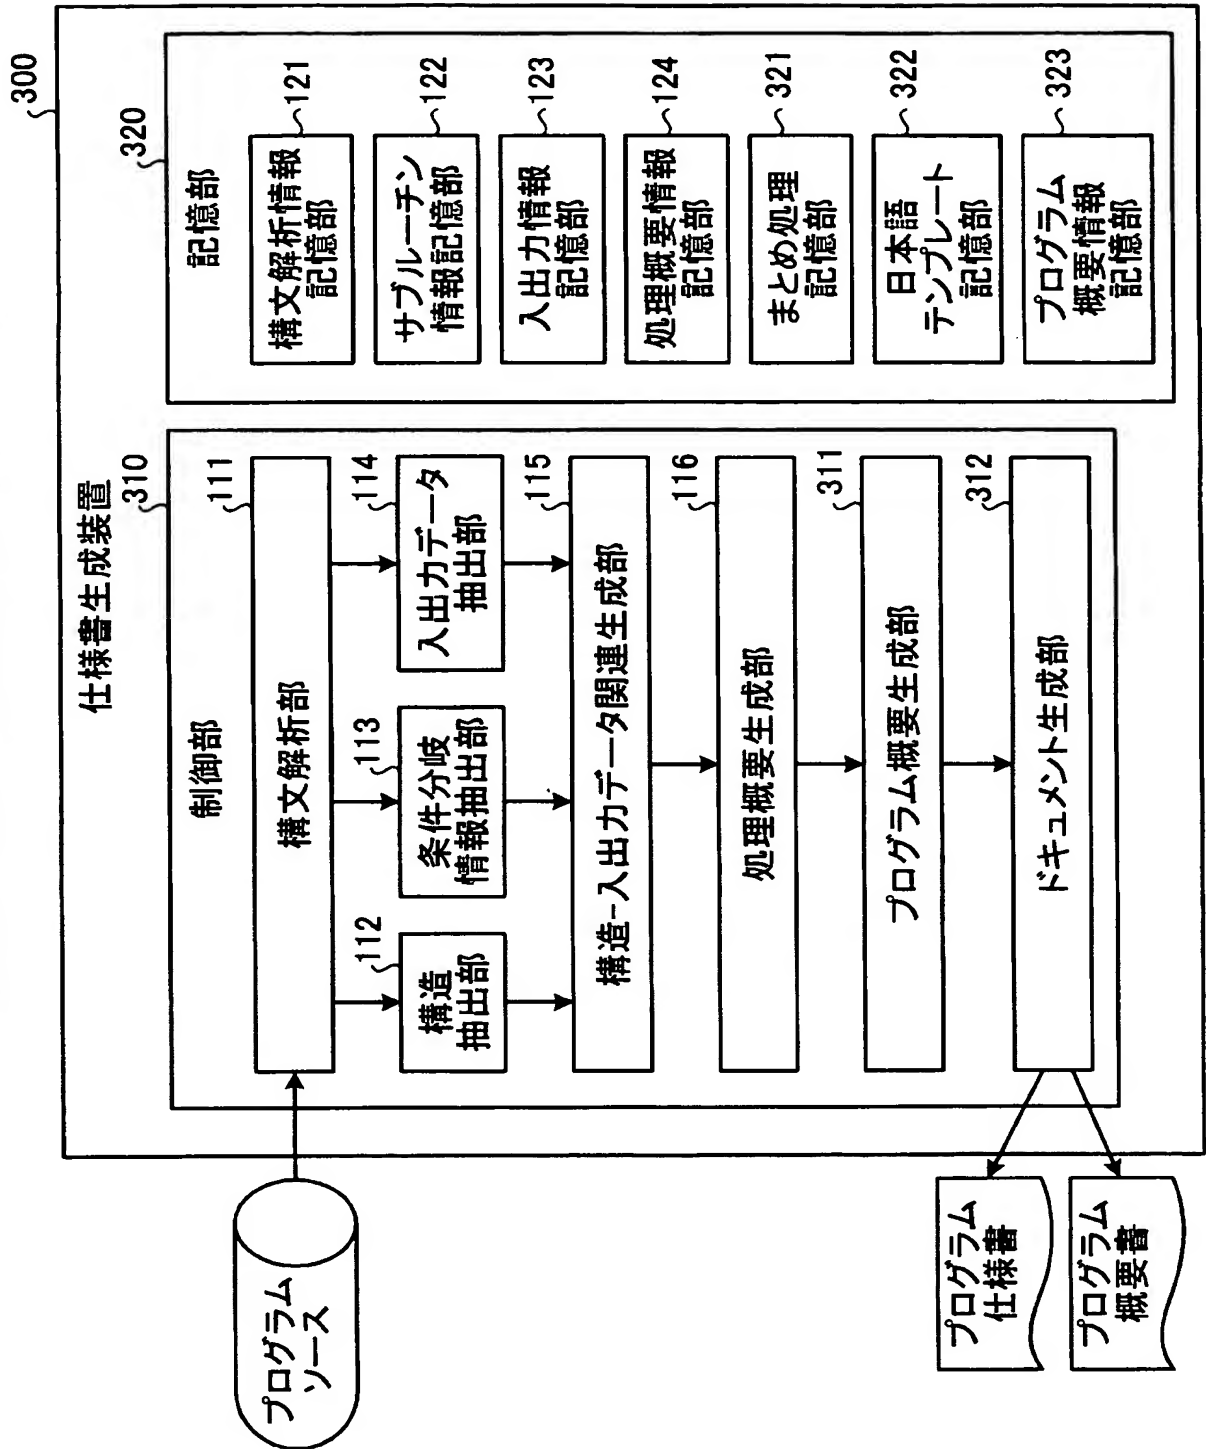 300
仕様書生成装置
310
制御部
111
構文解析部
112
構造
抽出部
113
条件分岐
情報抽出部
114
入出力データ
抽出部
115
構造-入出力データ関連生成部
116
処理概要生成部
311
プログラム概要生成部
312
ドキュメント生成部
320
記憶部
構文解析情報
記憶部
121
サブルーチン
情報記憶部
122
入出力情報
記憶部
123
処理概要情報
記憶部
124
まとめ処理
記憶部
321
日本語
テンプレート
記憶部
322
プログラム
概要情報
記憶部
323
プログラム
ソース
プログラム
仕様書
プログラム
概要書